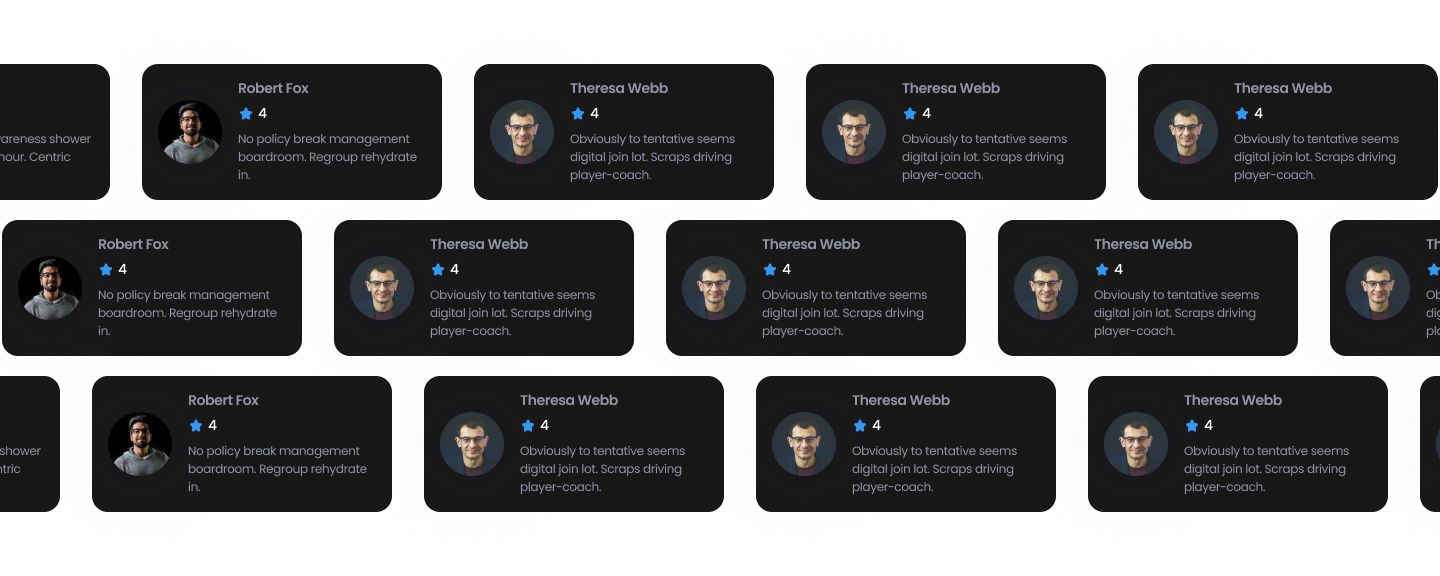 vareness shower
hour. Centric
Robert Fox
4
No policy break management
boardroom. Regroup rehydrate
in.
Theresa Webb
4
Obviously to tentative seems
digital join lot. Scraps driving
player-coach.
Theresa Webb
4
Obviously to tentative seems
digital join lot. Scraps driving
player-coach.
Theresa Webb
4
Obviously to tentative seems
digital join lot. Scraps driving
player-coach.
Robert Fox
4
No policy break management
boardroom. Regroup rehydrate
in.
Theresa Webb
4
Obviously to tentative seems
digital join lot. Scraps driving
player-coach.
Theresa Webb
4
Obviously to tentative seems
digital join lot. Scraps driving
player-coach.
Theresa Webb
4
Obviously to tentative seems
digital join lot. Scraps driving
player-coach.
Th
Ob
dig
pla
shower
ntric
Robert Fox
4
No policy break management
boardroom. Regroup rehydrate
in.
Theresa Webb
4
Obviously to tentative seems
digital join lot. Scraps driving
player-coach.
Theresa Webb
4
Obviously to tentative seems
digital join lot. Scraps driving
player-coach.
Theresa Webb
4
Obviously to tentative seems
digital join lot. Scraps driving
player-coach.